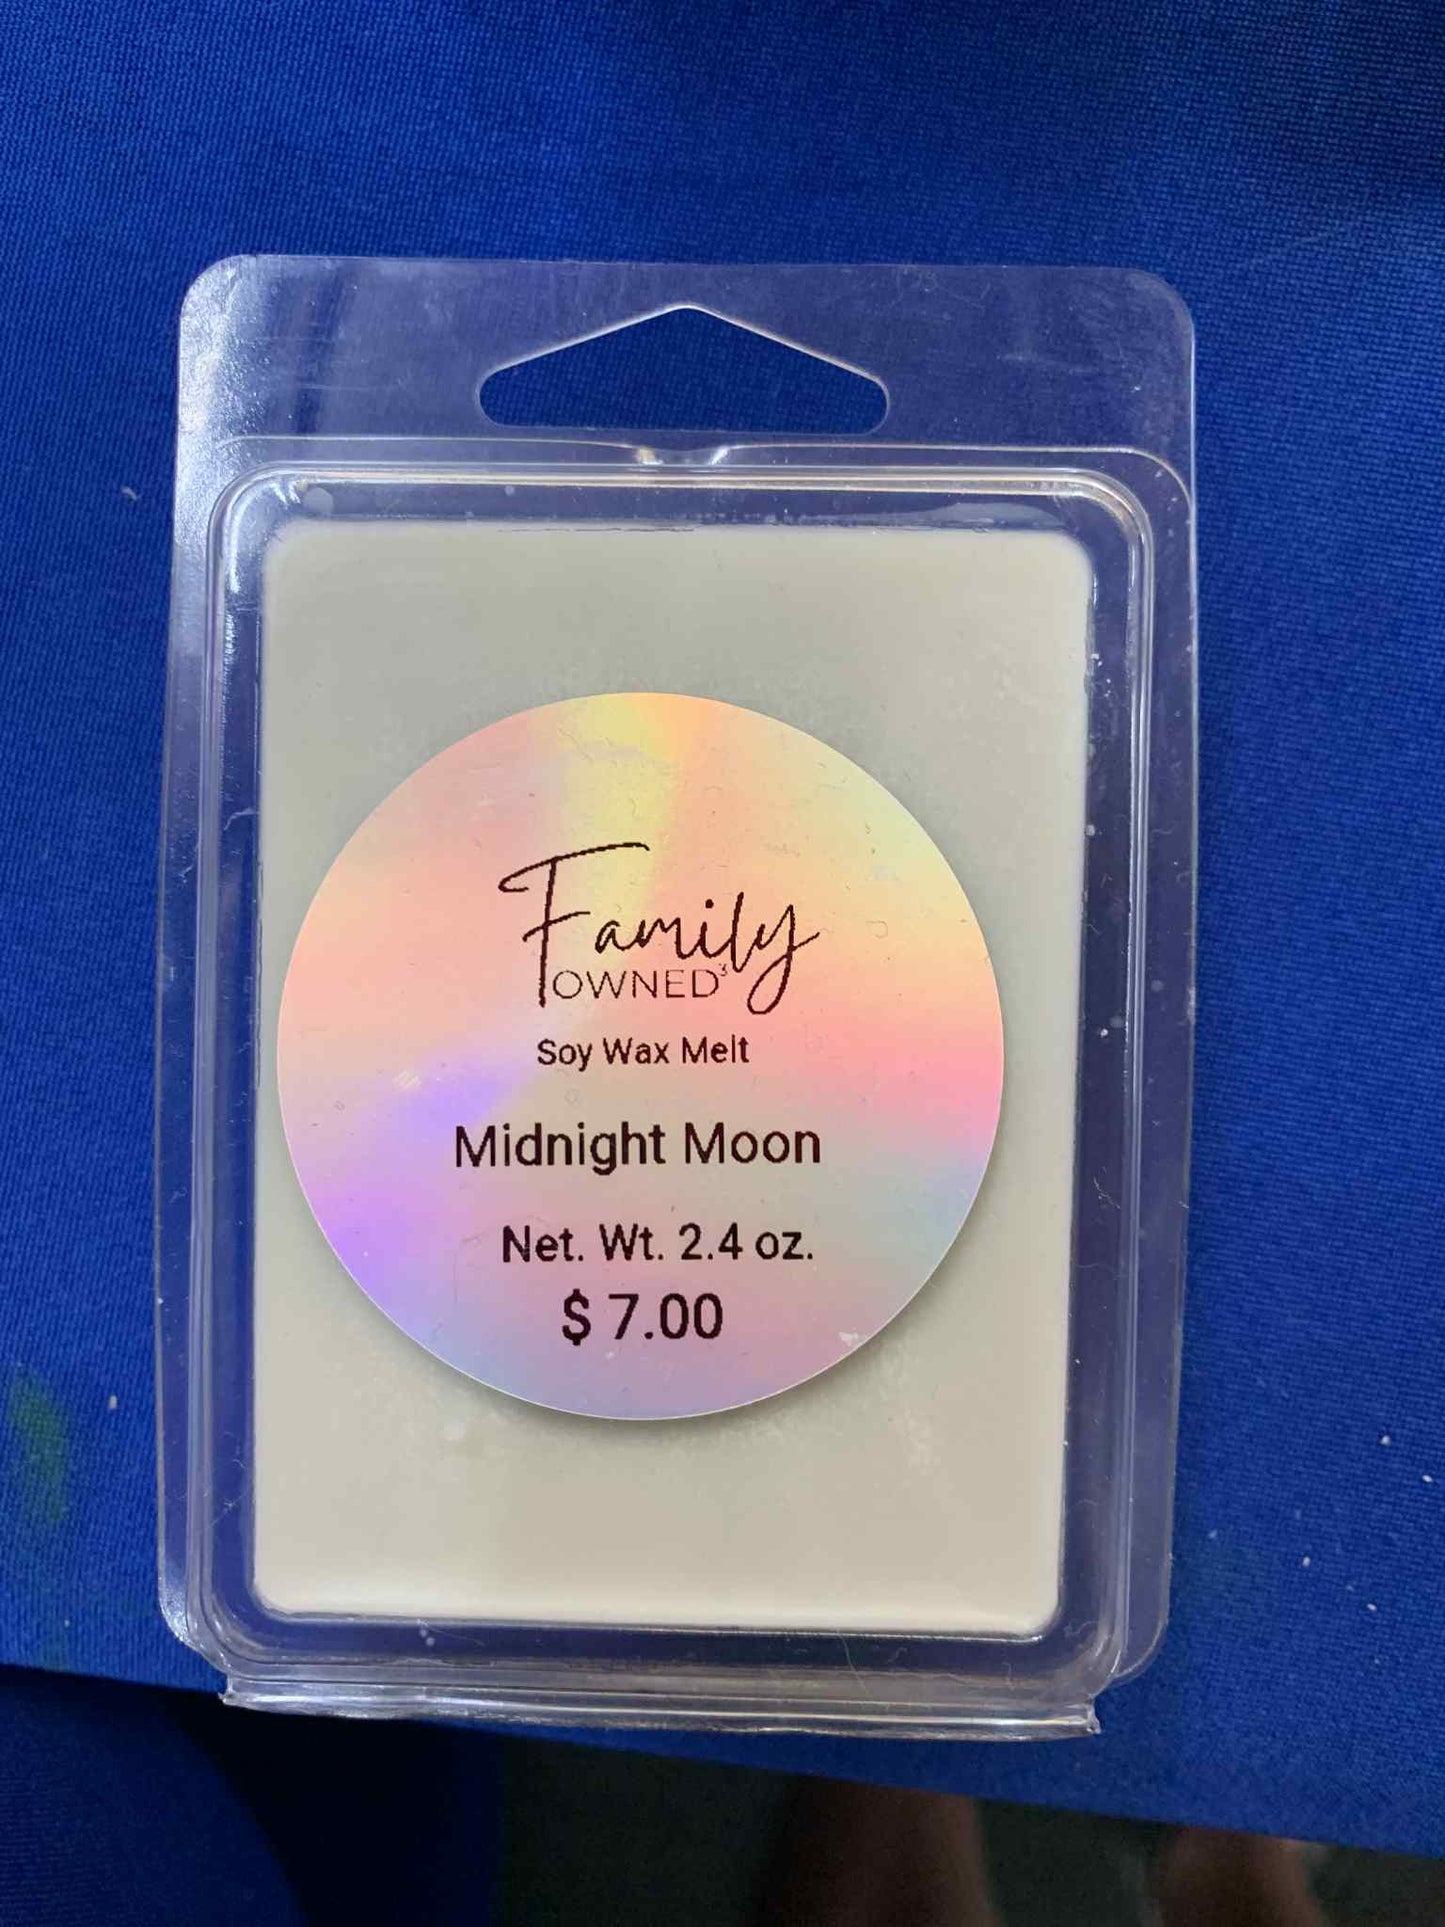 Family
OWNED³
Soy Wax Melt
Midnight Moon
Net. Wt. 2.4 oz.
$ 7.00